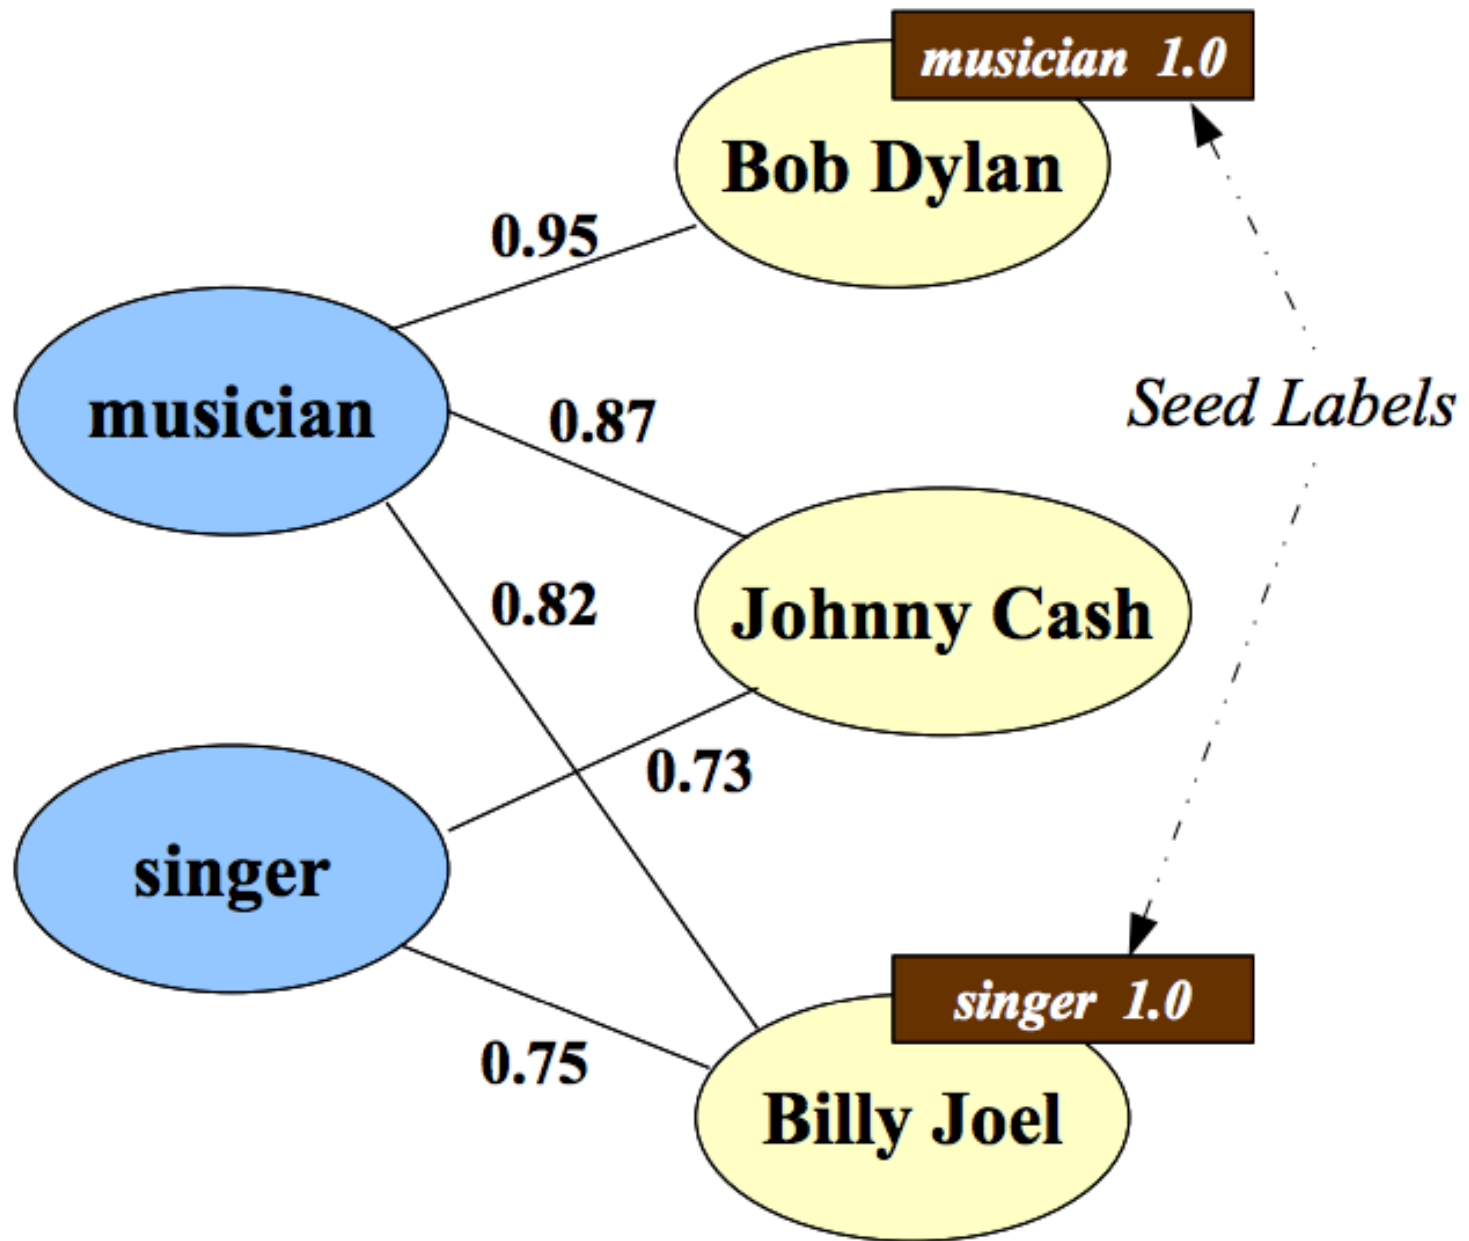 musician 1.0
Bob Dylan
0.95
musician
0.87
Seed Labels
0.82
Johnny Cash
0.73
singer
singer 1.0
0.75
Billy Joel